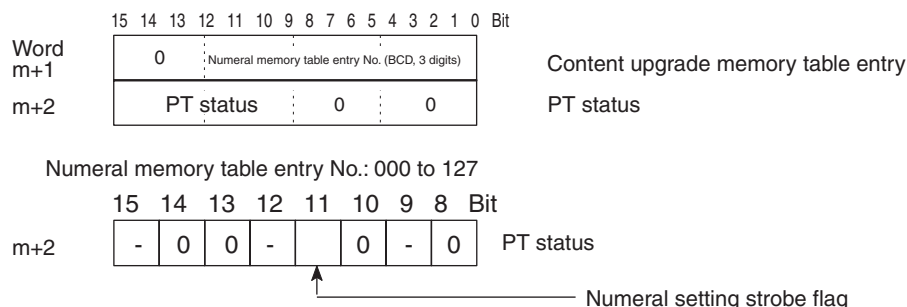 15 14 13 12 11 10 9 8 7 6 5 4 3 2 1 0 Bit
Word
m+1 0 Numeral memory table entry No. (BCD, 3 digits) Content upgrade memory table entry
m+2 PT status 0 0 PT status
Numeral memory table entry No.: 000 to 127
15 14 13 12 11 10 9 8 Bit
m+2 - 0 0 - 0 - 0 PT status
Numeral setting strobe flag